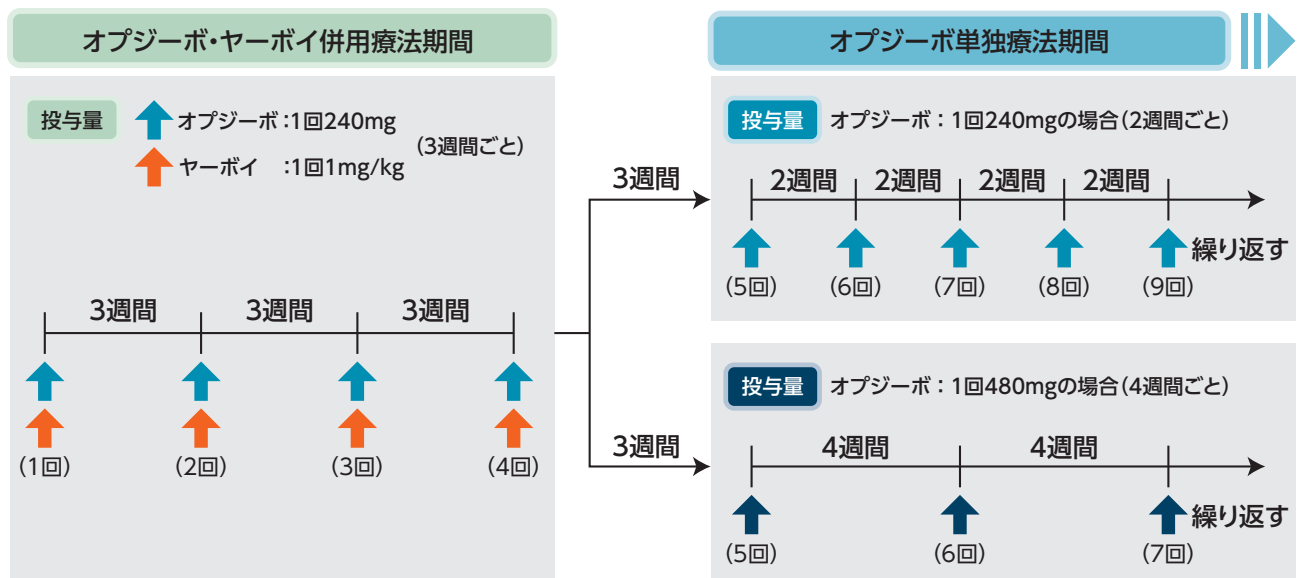 オプジーボ・ヤーボイ併用療法期間
投与量
オプジーボ：1回240mg
ヤーボイ ：1回1mg/kg
(3週間ごと)
3週間 3週間 3週間
(1回) (2回) (3回) (4回)
3週間
3週間
オプジーボ単独療法期間
投与量 オプジーボ：1回240mgの場合(2週間ごと)
2週間 2週間 2週間 2週間
繰り返す
(5回) (6回) (7回) (8回) (9回)
投与量 オプジーボ：1回480mgの場合(4週間ごと)
4週間 4週間
繰り返す
(5回) (6回) (7回)